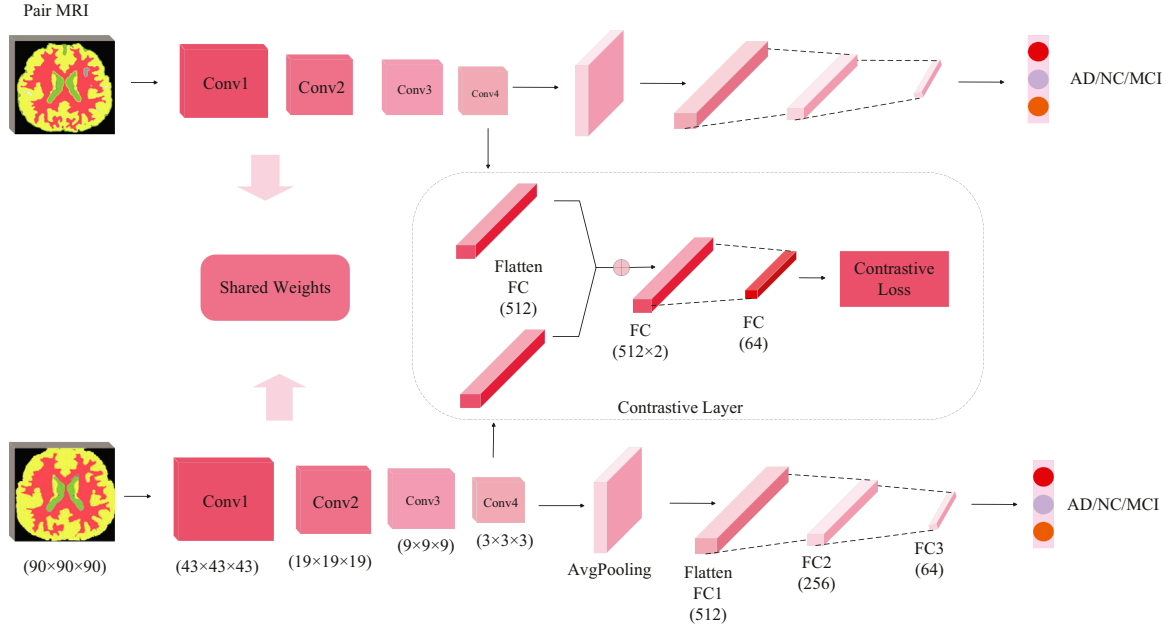 Pair MRI
Conv1
Conv2
Conv3
Conv4
AD/NC/MCI
Shared Weights
Flatten
FC
(512)
FC
(512×2)
FC
(64)
Contrastive
Loss
Contrastive Layer
Conv1
Conv2
Conv3
Conv4
AD/NC/MCI
(90×90×90)
(43×43×43)
(19×19×19)
(9×9×9)
(3×3×3)
AvgPooling
Flatten
FC1
(512)
FC2
(256)
FC3
(64)